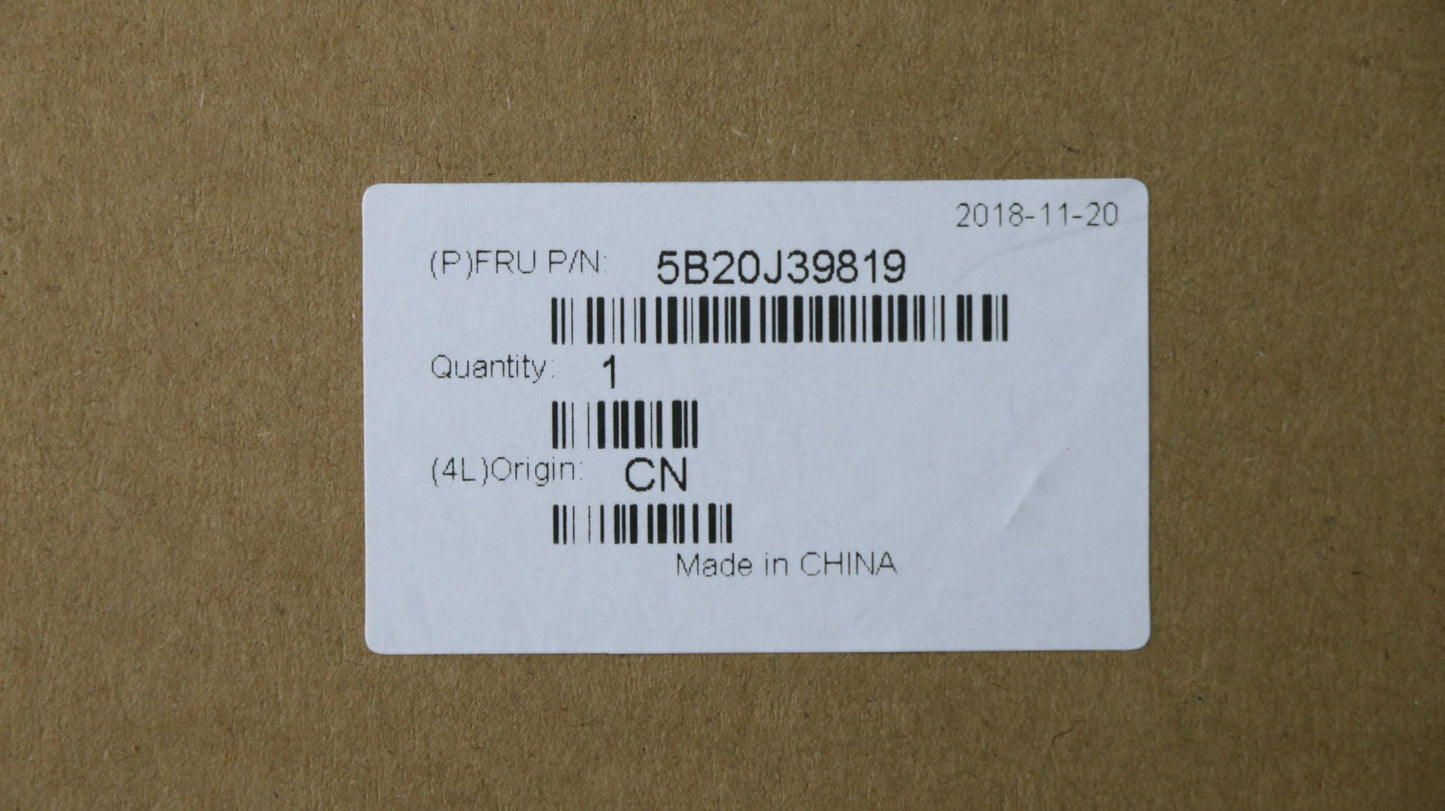 2018-11-20
(P)FRU P/N: 5B20J39819
Quantity: 1
(4L)Origin: CN
Made in CHINA